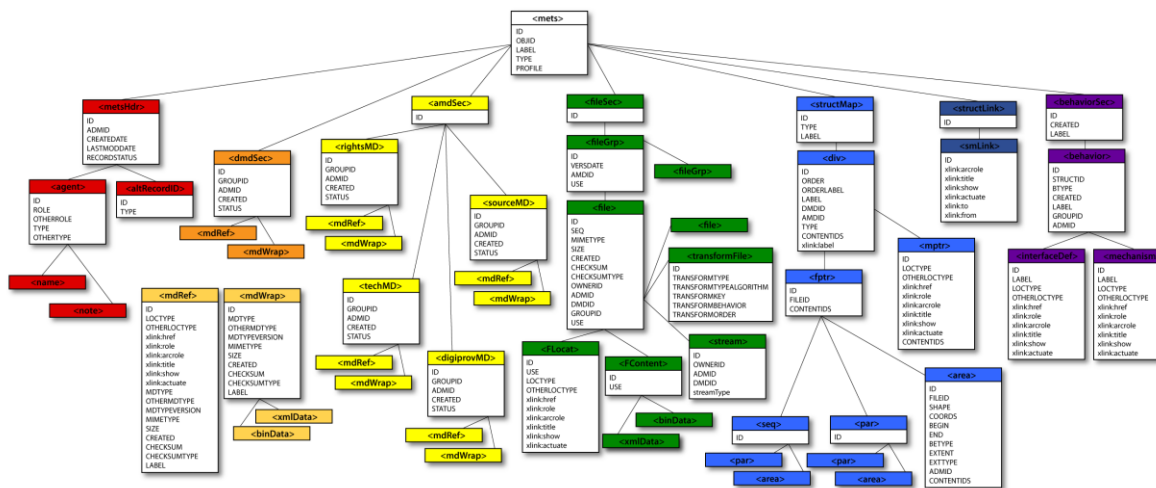 <mets>
ID
OBJID
LABEL
TYPE
PROFILE
<metsHdr>
ID
ADMID
CREATEDATE
LASTMODDATE
RECORDSTATUS
<agent>
ID
ROLE
OTHERROLE
TYPE
OTHERTYPE
<altRecordID>
ID
TYPE
<name>
<note>
<dmdSec>
ID
GROUPID
ADMID
CREATED
STATUS
<mdRef>
<mdWrap>
<mdRef>
ID
LOCTYPE
OTHERLOCTYPE
xlink:href
xlink:role
xlink:arcrole
xlink:title
xlink:show
xlink:actuate
MDTYPE
OTHERMDTYPE
MDTYPEVERSION
MIMETYPE
SIZE
CREATED
CHECKSUM
CHECKSUMTYPE
LABEL
<mdWrap>
ID
MDTYPE
OTHERMDTYPE
MDTYPEVERSION
MIMETYPE
SIZE
CREATED
CHECKSUM
CHECKSUMTYPE
LABEL
<xmlData>
<binData>
<amdSec>
ID
<rightsMD>
ID
GROUPID
ADMID
CREATED
STATUS
<mdRef>
<mdWrap>
<techMD>
ID
GROUPID
ADMID
CREATED
STATUS
<mdRef>
<mdWrap>
<sourceMD>
ID
GROUPID
ADMID
CREATED
STATUS
<mdRef>
<mdWrap>
<digiprovMD>
ID
GROUPID
ADMID
CREATED
STATUS
<mdRef>
<mdWrap>
<fileSec>
ID
<fileGrp>
ID
VERSDATE
AMDID
USE
<fileGrp>
<file>
ID
SEQ
MIMETYPE
SIZE
CREATED
CHECKSUM
CHECKSUMTYPE
OWNERID
ADMID
DMDID
GROUPID
USE
<file>
<transformFile>
ID
TRANSFORMTYPE
TRANSFORMTYPEALGORITHM
TRANSFORMKEY
TRANSFORMBEHAVIOR
TRANSFORMORDER
<stream>
ID
OWNERID
ADMID
DMDID
streamType
<FLocat>
ID
USE
LOCTYPE
OTHERLOCTYPE
xlink:href
xlink:role
xlink:arcrole
xlink:title
xlink:show
xlink:actuate
<FContent>
ID
USE
<binData>
<xmlData>
<structMap>
ID
TYPE
LABEL
<div>
ID
ORDER
ORDERLABEL
LABEL
DMDID
AMDID
TYPE
CONTENTIDS
xlink:label
<fptr>
ID
FILEID
CONTENTIDS
<mptr>
ID
LOCTYPE
OTHERLOCTYPE
xlink:href
xlink:role
xlink:arcrole
xlink:title
xlink:show
xlink:actuate
CONTENTIDS
<seq>
ID
<par>
<area>
<par>
ID
<par>
<area>
<area>
ID
FILEID
SHAPE
COORDS
BEGIN
END
BETYPE
EXTENT
EXTTYPE
ADMID
CONTENTIDS
<structLink>
ID
<smLink>
ID
xlink:arcrole
xlink:title
xlink:show
xlink:actuate
xlink:to
xlink:from
<behaviorSec>
ID
CREATED
LABEL
<behavior>
ID
STRUCTID
BTYPE
CREATED
LABEL
GROUPID
ADMID
<interfaceDef>
ID
LABEL
LOCTYPE
OTHERLOCTYPE
xlink:href
xlink:role
xlink:arcrole
xlink:title
xlink:show
xlink:actuate
<mechanism>
ID
LABEL
LOCTYPE
OTHERLOCTYPE
xlink:href
xlink:role
xlink:arcrole
xlink:title
xlink:show
xlink:actuate